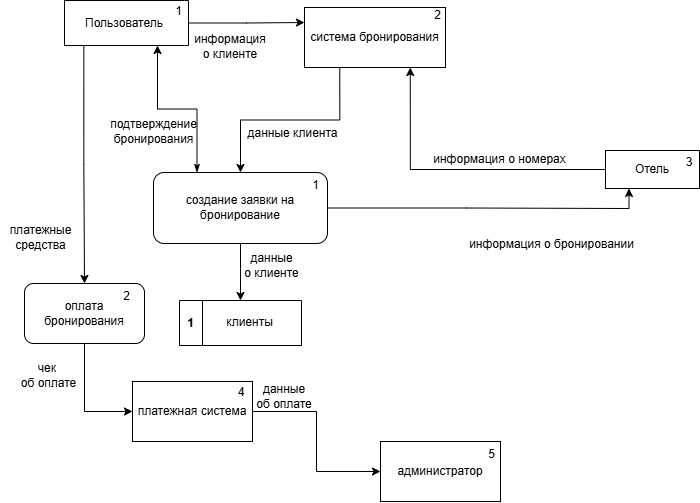 1
Пользователь
информация
о клиенте
2
система бронирования
подтверждение
бронирования
данные клиента
информация о номерах
3
Отель
1
создание заявки на
бронирование
платежные
средства
информация о бронировании
данные
о клиенте
2
оплата
бронирования
1 клиенты
чек
об оплате
4
платежная система
данные
об оплате
5
администратор